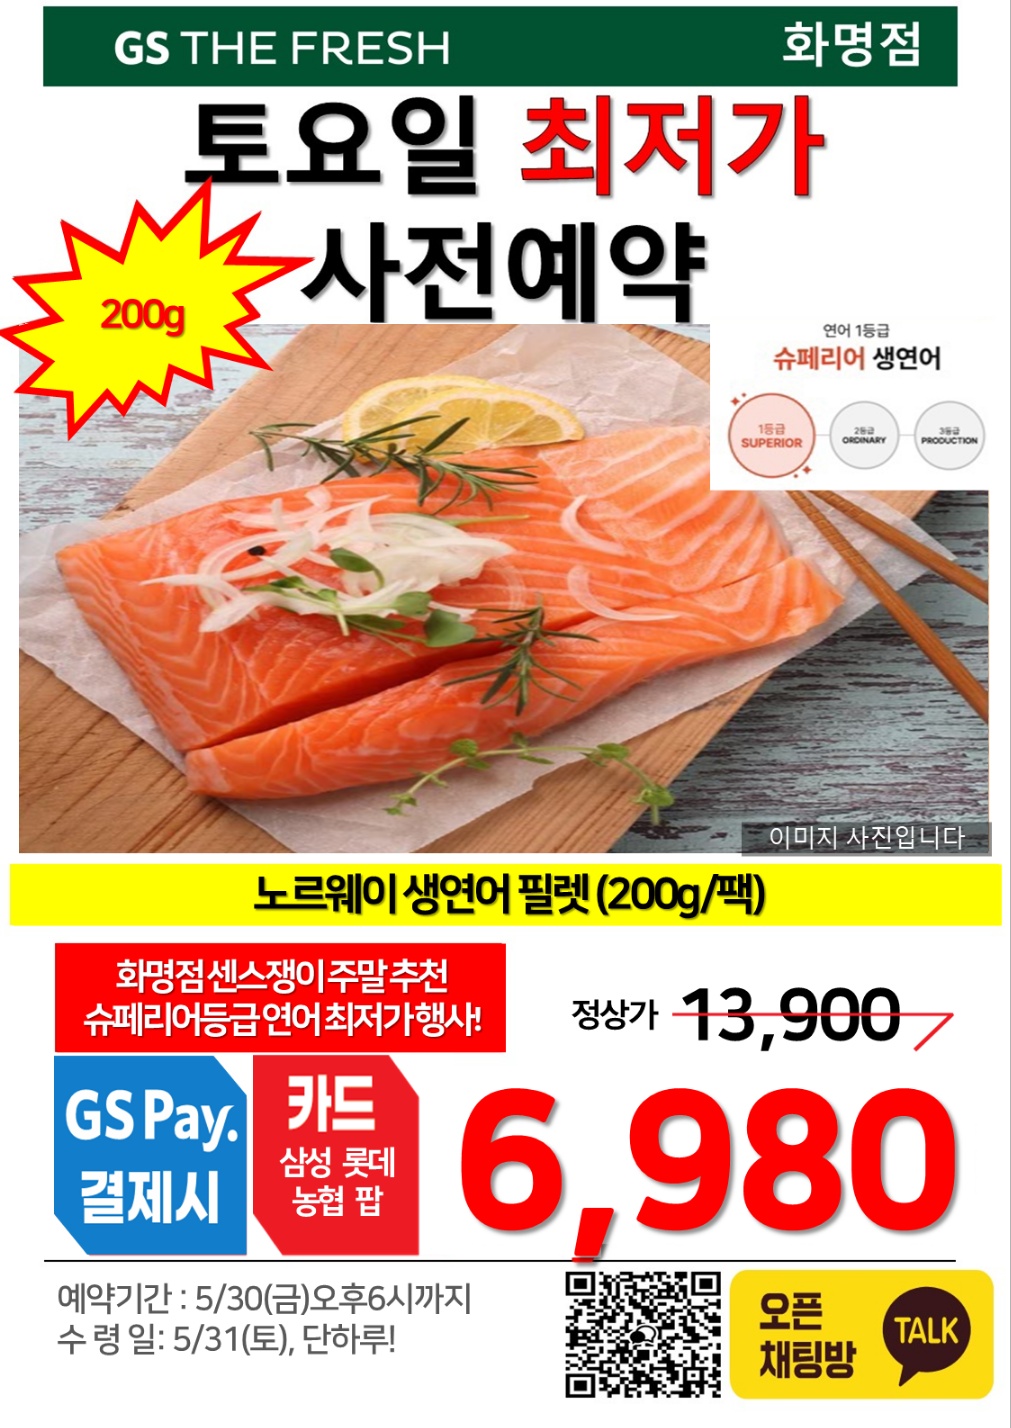 GS THE FRESH 화명점
토요일 최저가
사전예약
200g
연어 1등급
슈페리어 생연어
1등급
SUPERIOR
2등급
ORDINARY
3등급
PRODUCTION
이미지 사진입니다
노르웨이 생연어 필렛 (200g/팩)
화명점 센스쟁이 주말 추천
슈페리어등급 연어 최저가 행사!
정상가 13,900
GS Pay.
결제시
카드
삼성 롯데
농협 팝
6,980
예약기간 : 5/30(금)오후6시까지
수 령 일: 5/31(토), 단하루!
오픈
채팅방
TALK